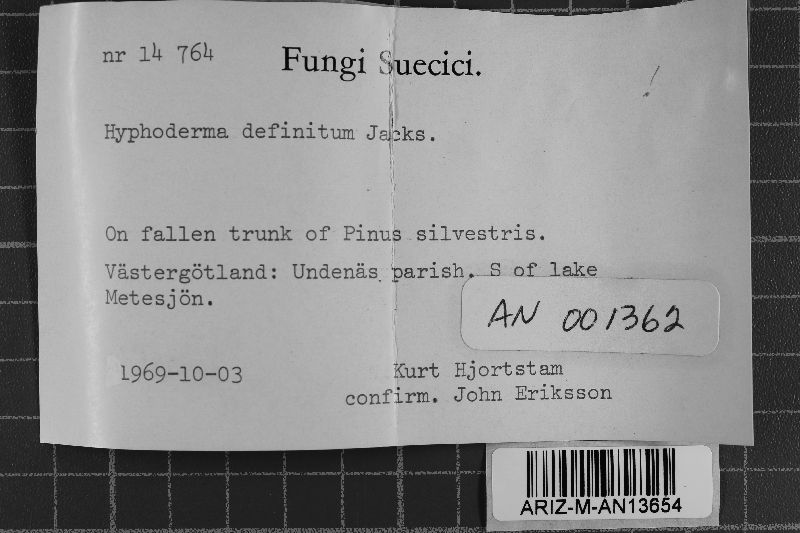 nr 14 764
Fungi Suecici.
Hyphoderma definitum Jacks.
On fallen trunk of Pinus silvestris.
Västergötland: Undenäs parish. S of lake
Metesjön.
AN 001362
1969-10-03
Kurt Hjortstam
confirm. John Eriksson
ARIZ-M-AN13654